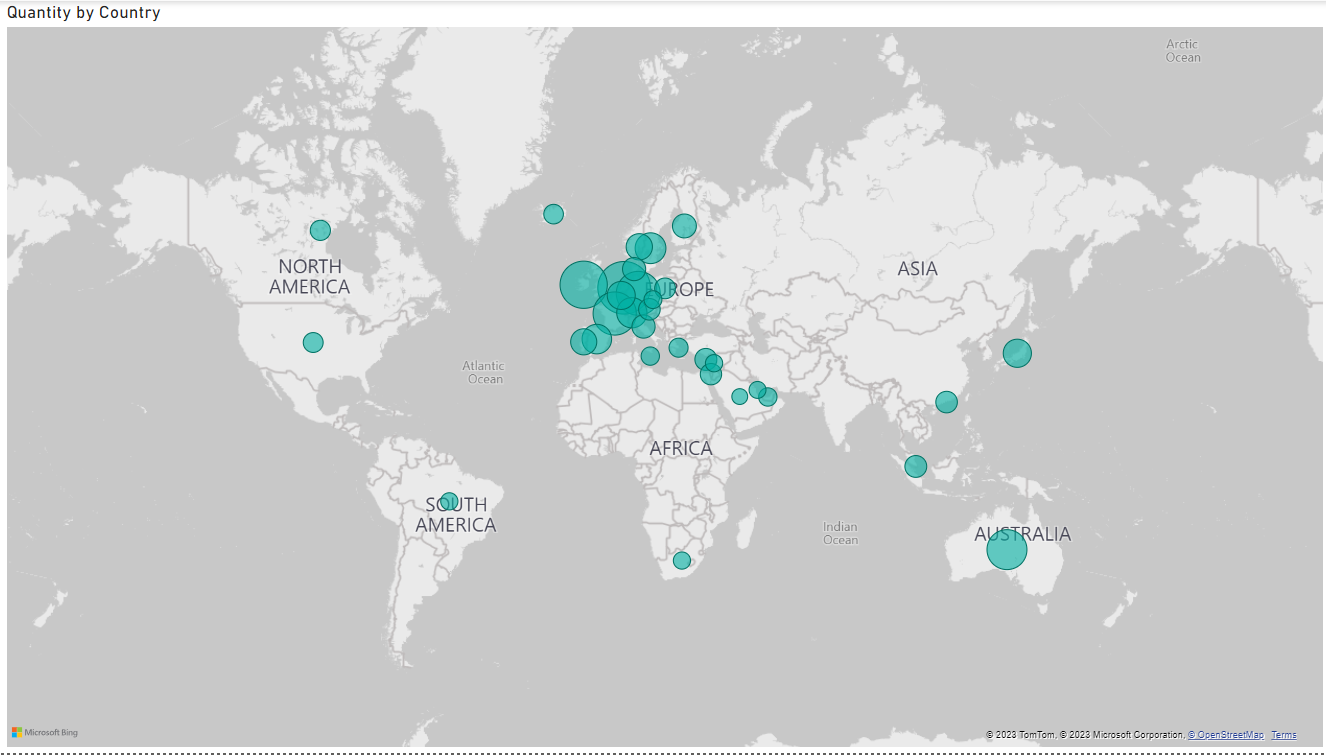 Quantity by Country
Arctic
Ocean
NORTH
AMERICA
ASIA
EUROPE
Atlantic
Ocean
AFRICA
SOUTH
AMERICA
Indian
Ocean
AUSTRALIA
Microsoft Bing
© 2023 TomTom, © 2023 Microsoft Corporation, © OpenStreetMap Terms